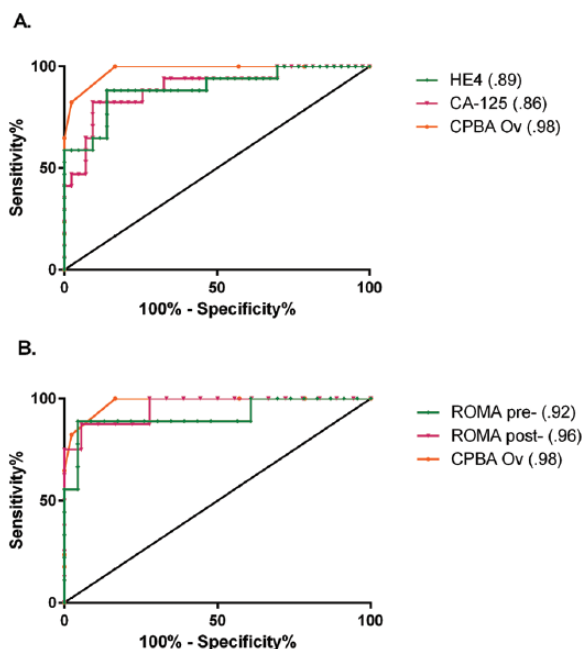 A.
100
50
0
Sensitivity%
0
50
100
100% - Specificity%
HE4 (.89)
CA-125 (.86)
CPBA Ov (.98)
B.
100
50
0
Sensitivity%
0
50
100
100% - Specificity%
ROMA pre- (.92)
ROMA post- (.96)
CPBA Ov (.98)